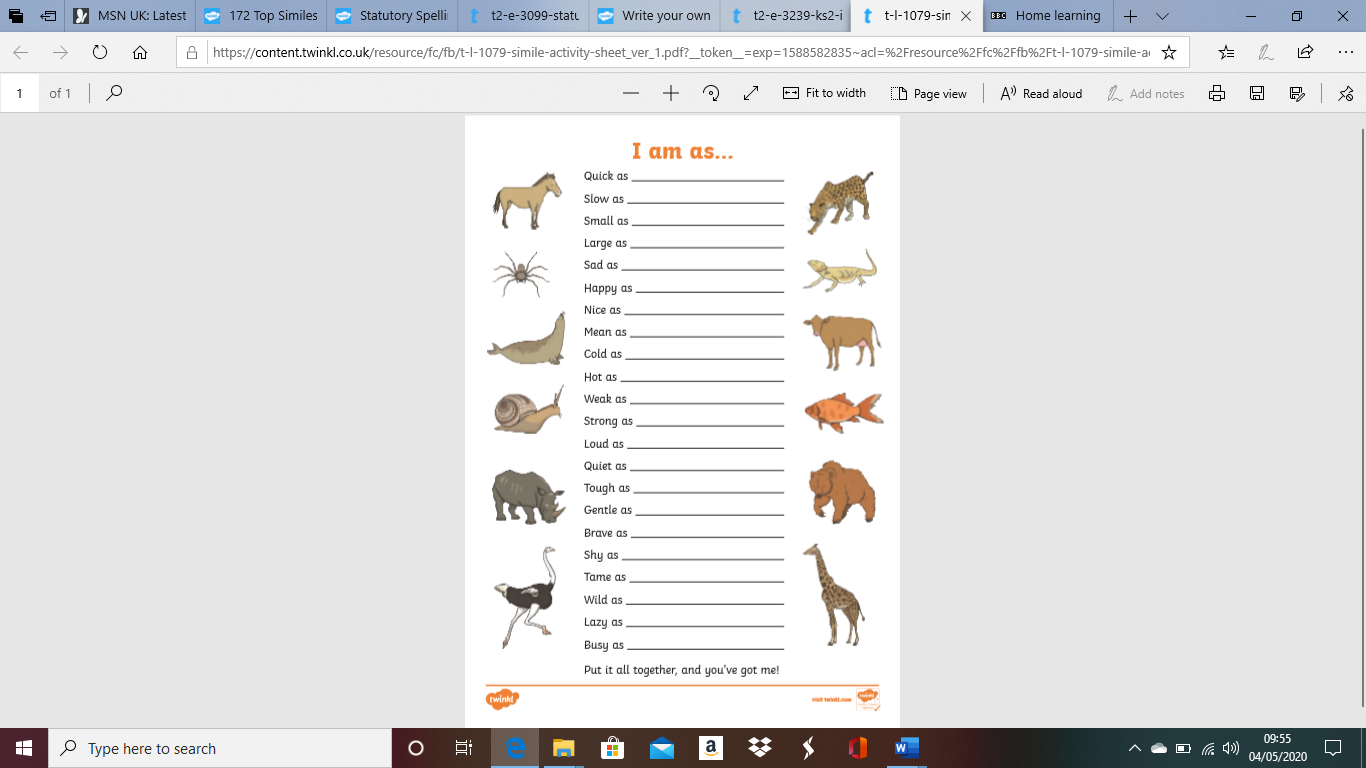 MSN UK: Latest
172 Top Similes
Statutory Spelli
t2-e-3099-statu
Write your own
t2-e-3239-ks2-i
t-l-1079-sin
BBC
Home learning
https://content.twinkl.co.uk/resource/fc/fb/t-l-1079-simile-activity-sheet_ver_1.pdf?__token__=exp=1588582835~acl=%2Fresource%2Ffc%2Ffb%2Ft-l-1079-simile-a
1 of 1
Fit to width
Page view
Read aloud
Add notes
I am as...
Quick as
Slow as
Small as
Large as
Sad as
Happy as
Nice as
Mean as
Cold as
Hot as
Weak as
Strong as
Loud as
Quiet as
Tough as
Gentle as
Brave as
Shy as
Tame as
Wild as
Lazy as
Busy as
Put it all together, and you've got me!
twinkl
visit twinkl.com
twinkl
Type here to search
09:55
04/05/2020